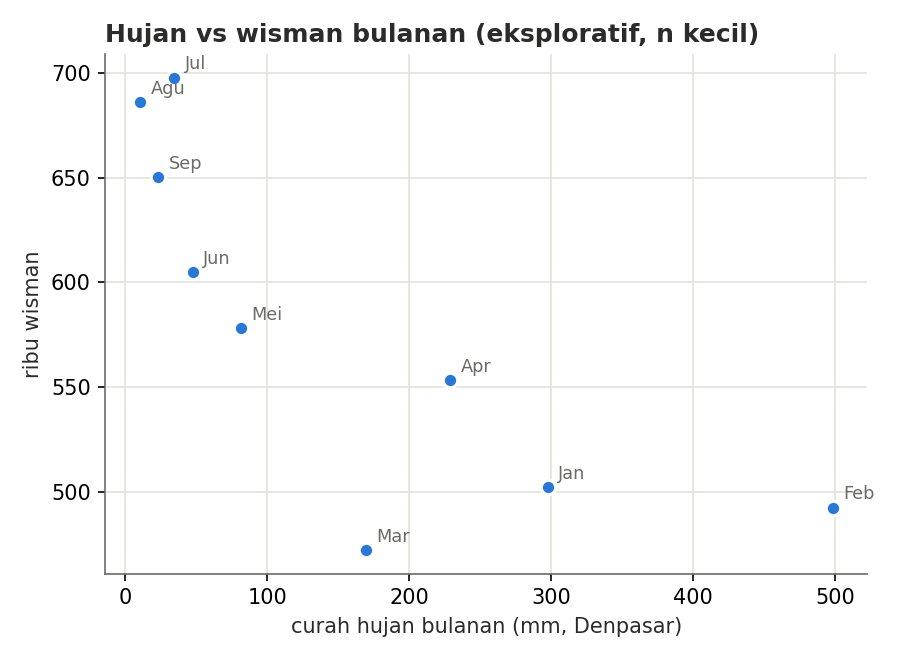 Hujan vs wisman bulanan (eksploratif, n kecil)
700
650
600
550
500
ribu wisman
Jul
Agu
Sep
Jun
Mei
Apr
Jan
Feb
Mar
0 100 200 300 400 500
curah hujan bulanan (mm, Denpasar)